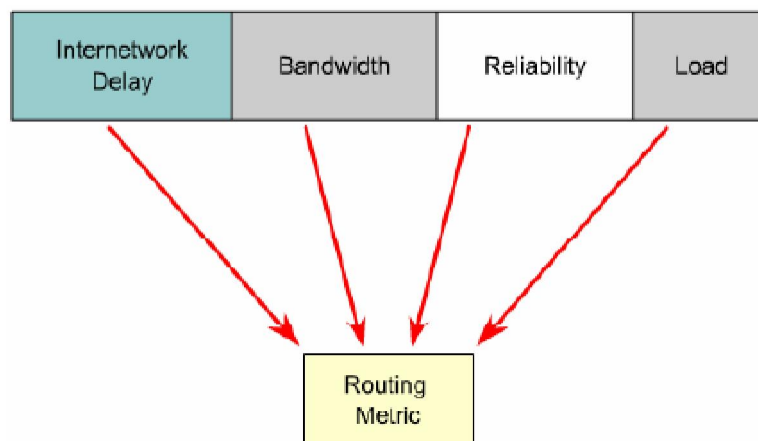 Internetwork
Delay
Bandwidth
Reliability
Load
Routing
Metric